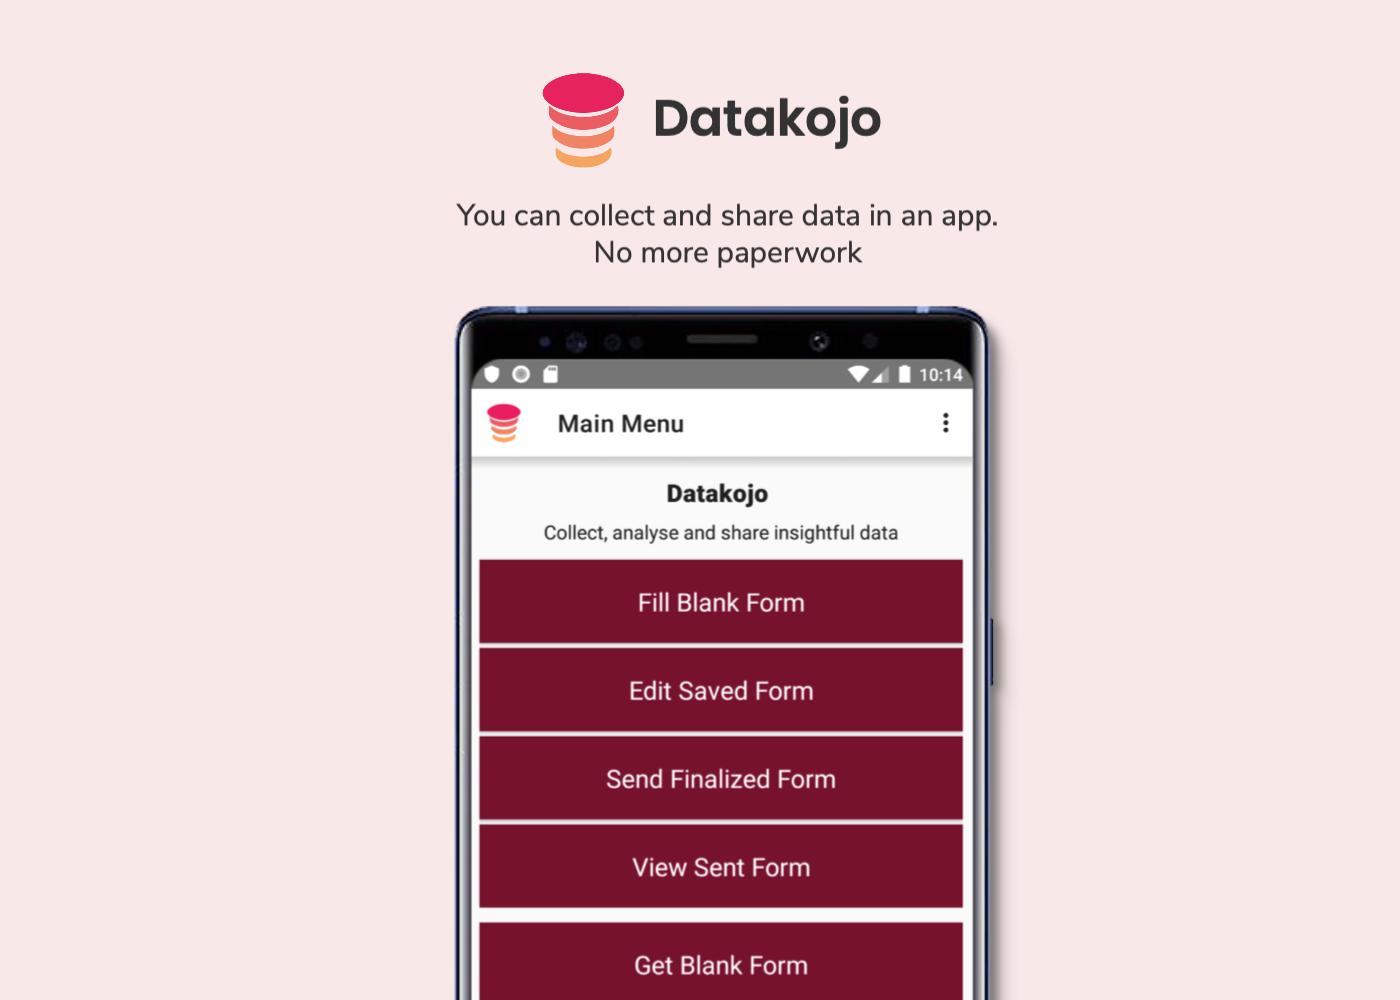 Datakojo
You can collect and share data in an app.
No more paperwork
10:14
Main Menu
Datakojo
Collect, analyse and share insightful data
Fill Blank Form
Edit Saved Form
Send Finalized Form
View Sent Form
Get Blank Form